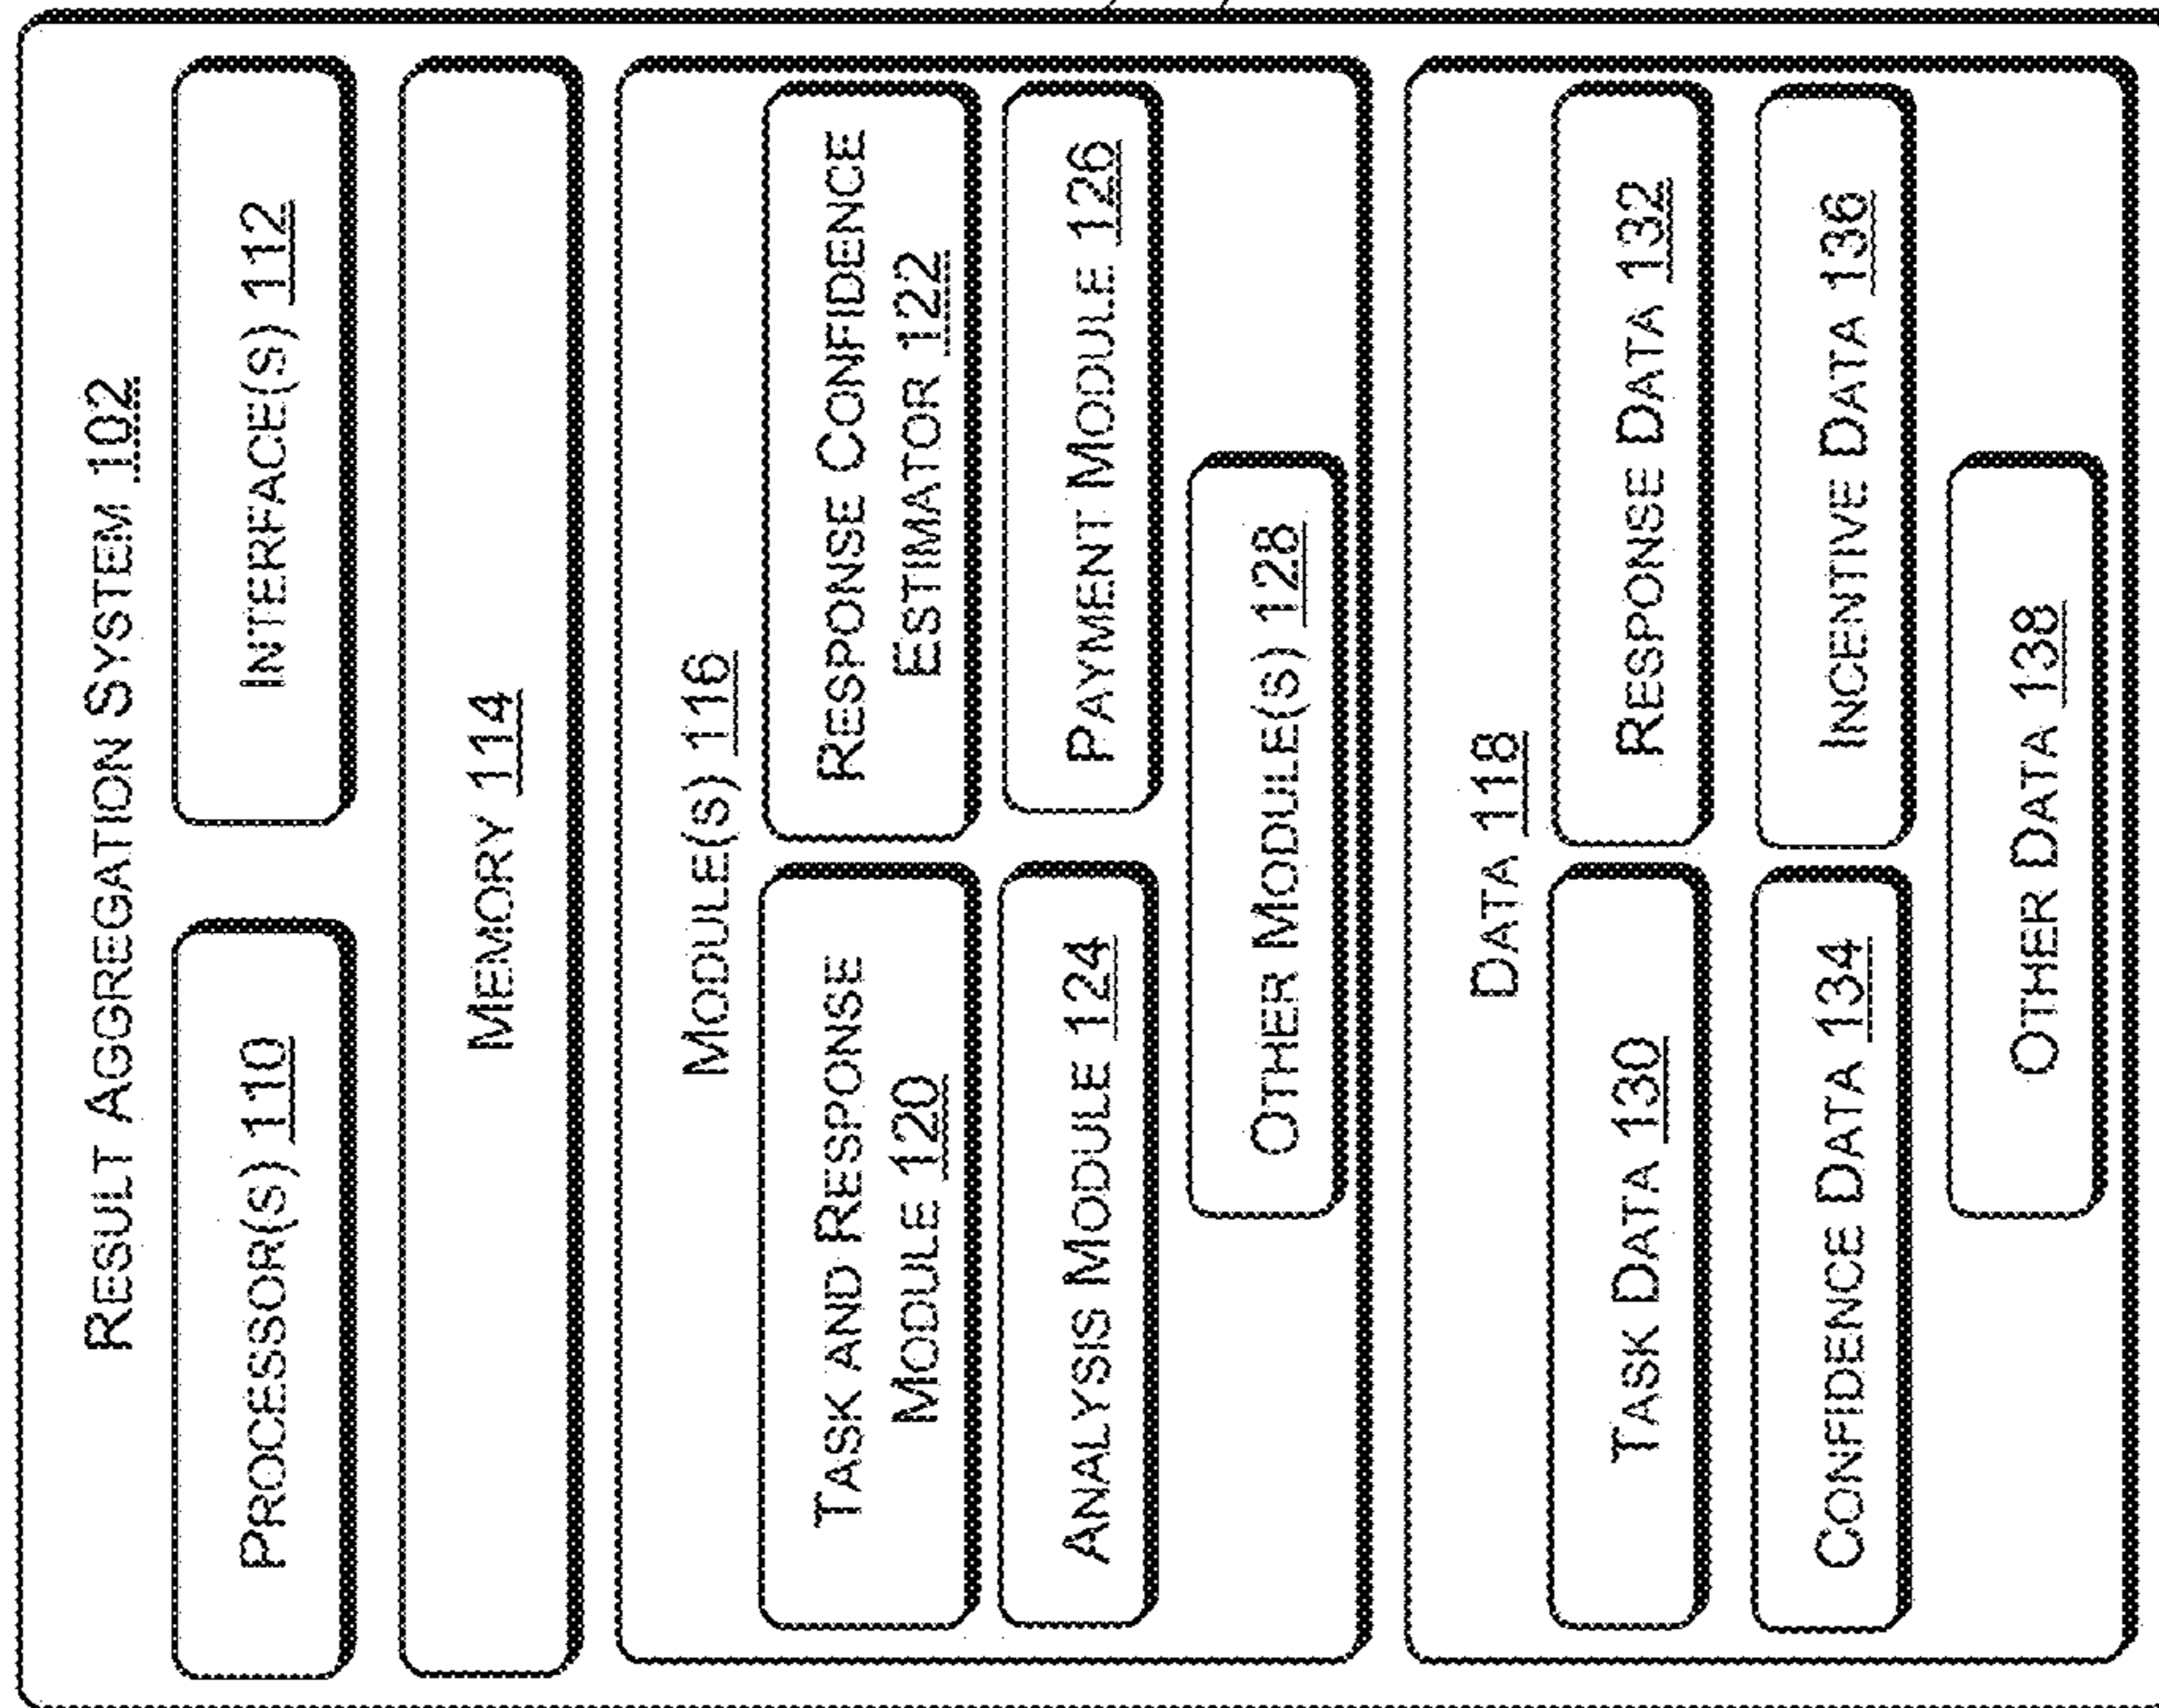 RESULT AGGREGATION SYSTEM 102
PROCESSOR(S) 110
INTERFACE(S) 112
MEMORY 114
MODULE(S) 116
TASK AND RESPONSE
MODULE 120
RESPONSE CONFIDENCE
ESTIMATOR 122
ANALYSIS MODULE 124
PAYMENT MODULE 126
OTHER MODULE(S) 128
DATA 118
TASK DATA 130
RESPONSE DATA 132
CONFIDENCE DATA 134
INCENTIVE DATA 136
OTHER DATA 138